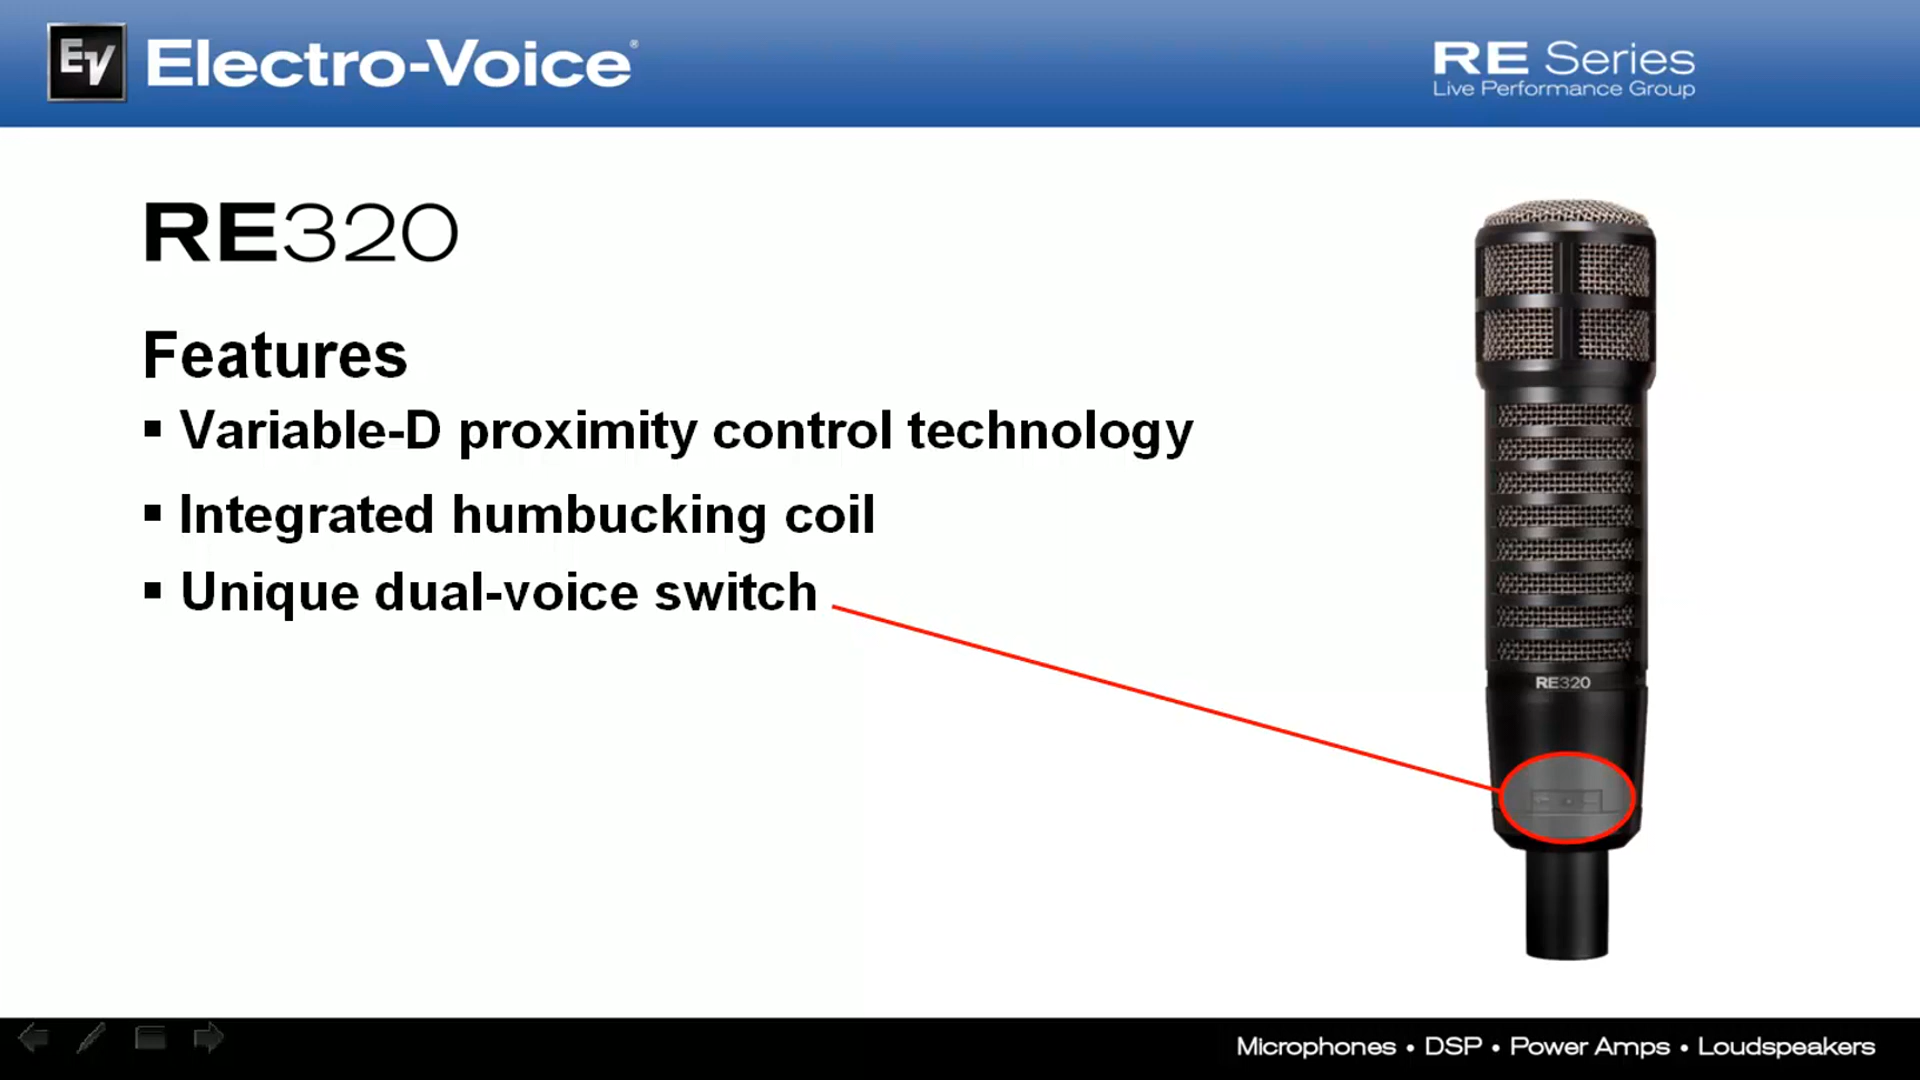 EV Electro-Voice®
RE Series
Live Performance Group
RE320
Features
▪ Variable-D proximity control technology
▪ Integrated humbucking coil
▪ Unique dual-voice switch
RE320
Microphones • DSP • Power Amps • Loudspeakers